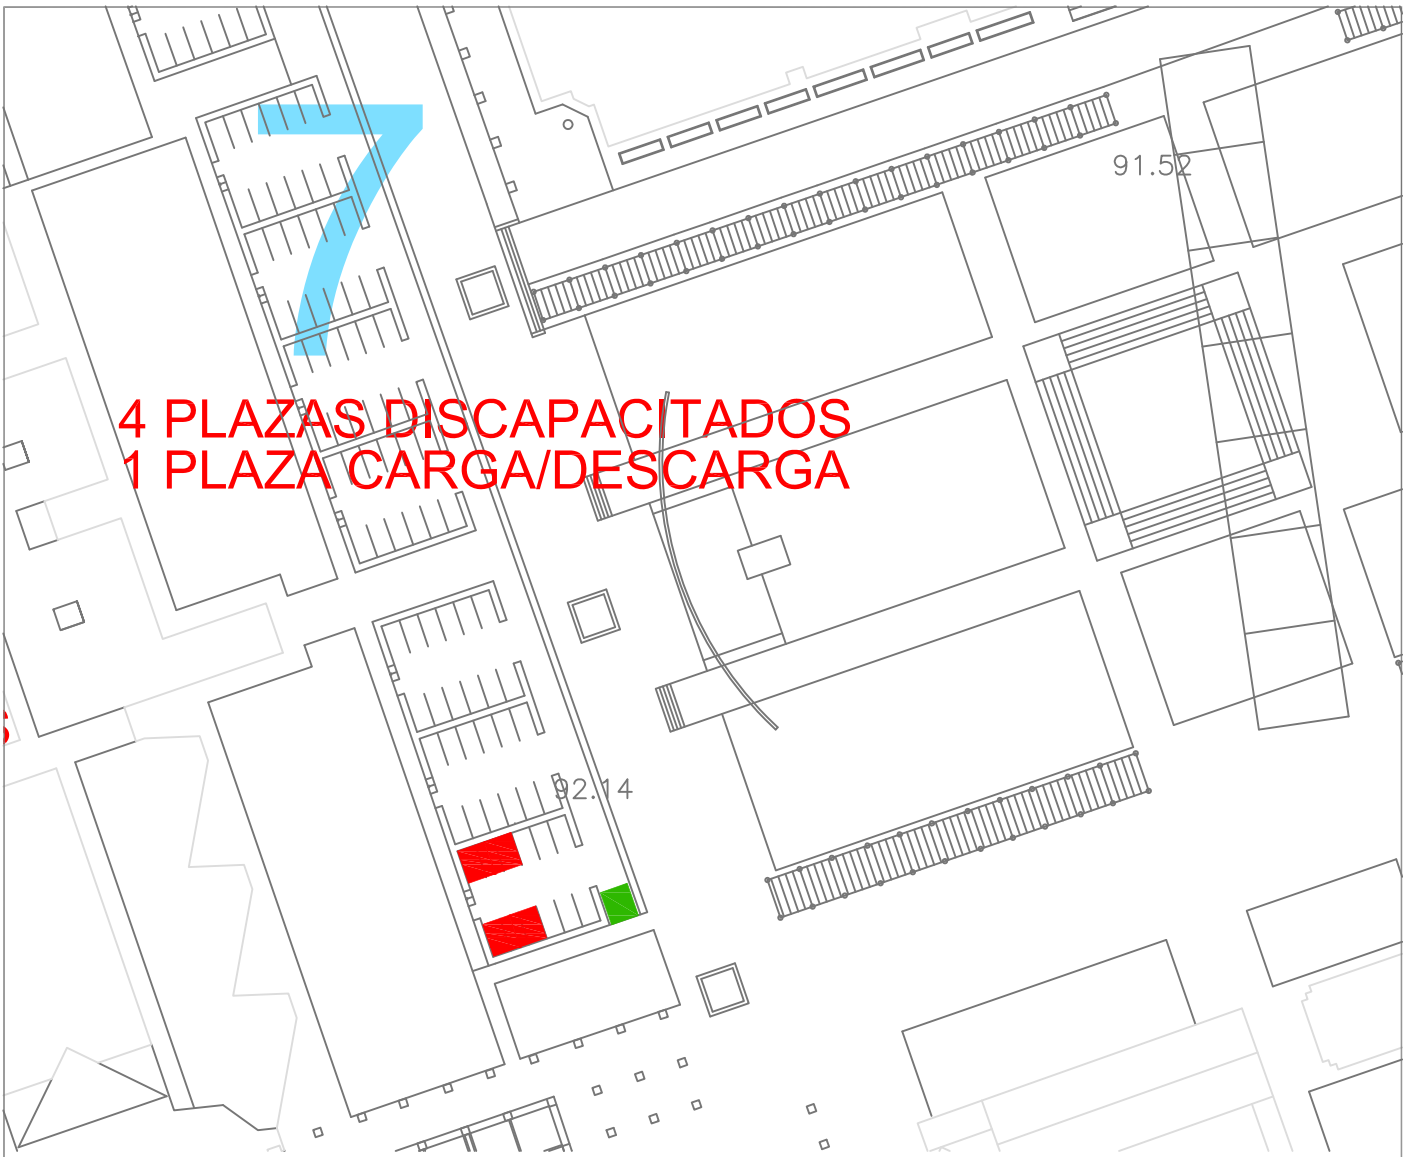 7
91.52
4 PLAZAS DISCAPACITADOS
1 PLAZA CARGA/DESCARGA
S
92.14